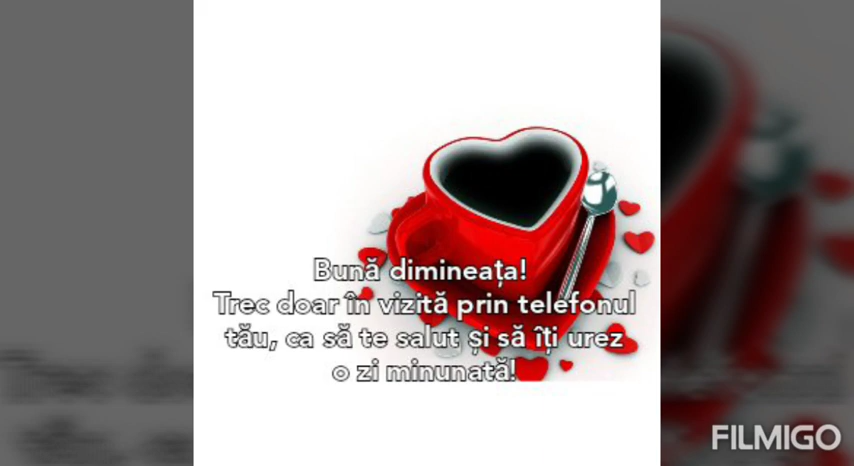 Bună dimineața!
Trec doar în vizită prin telefonul
tău, ca să te salut și să îți urez
o zi minunată!
FILMIGO